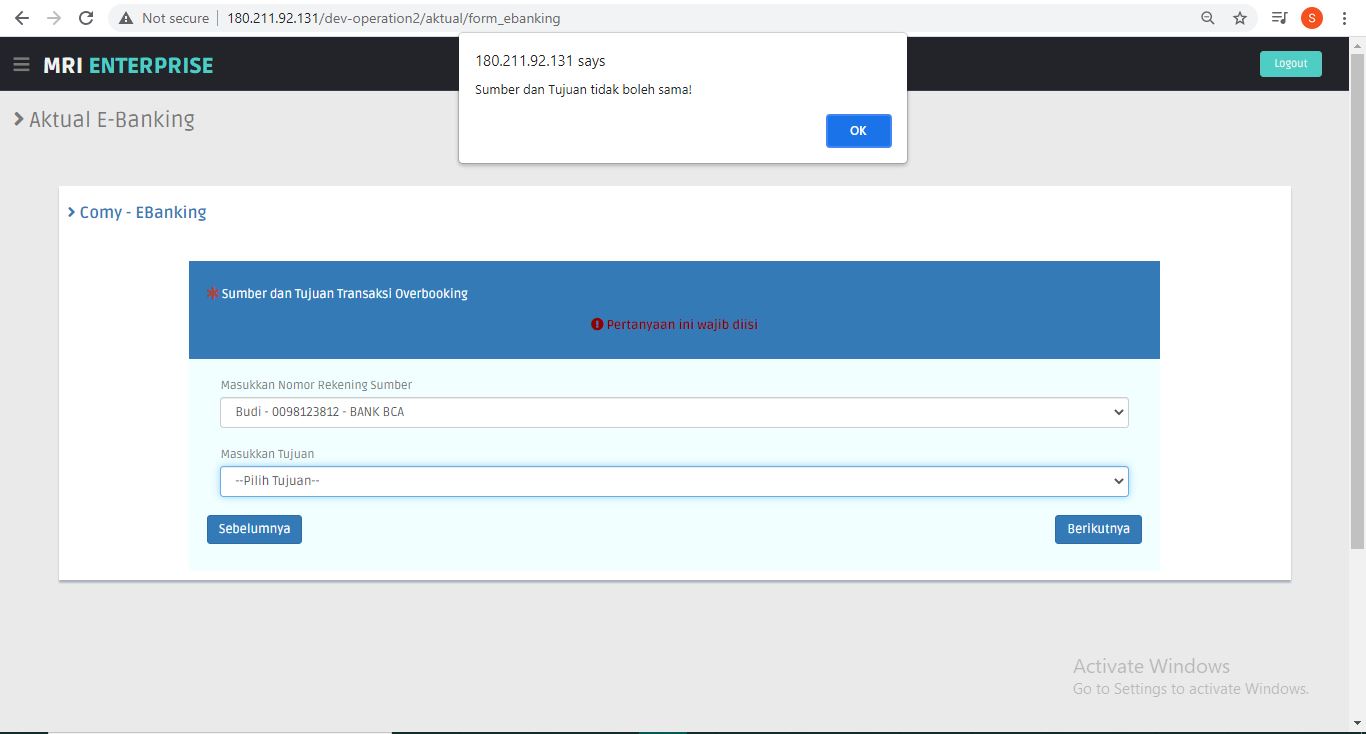 Not secure | 180.211.92.131/dev-operation2/aktual/form_ebanking
S
180.211.92.131 says
Sumber dan Tujuan tidak boleh sama!
OK
MRI ENTERPRISE
Logout
Aktual E-Banking
Comy - EBanking
Sumber dan Tujuan Transaksi Overbooking
Pertanyaan ini wajib diisi
Masukkan Nomor Rekening Sumber
Budi - 0098123812 - BANK BCA
Masukkan Tujuan
--Pilih Tujuan--
Sebelumnya
Berikutnya
Activate Windows
Go to Settings to activate Windows.